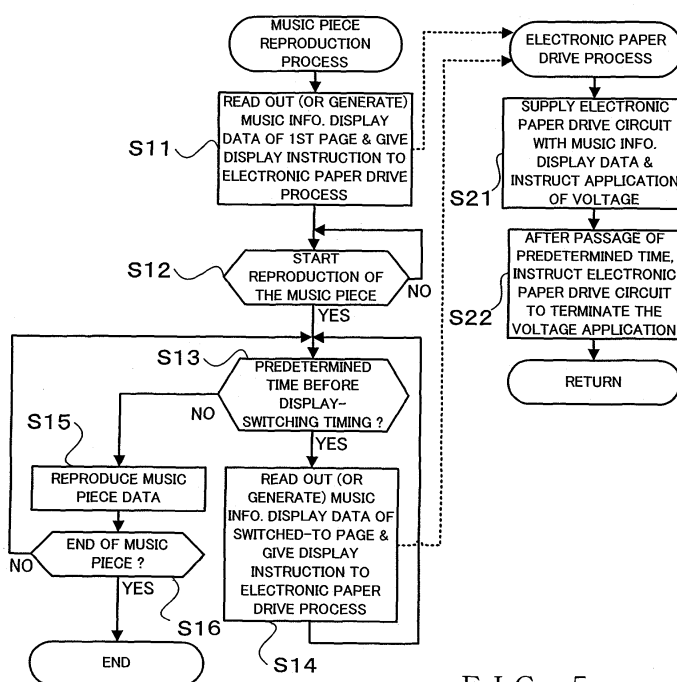 MUSIC PIECE
REPRODUCTION
PROCESS
READ OUT (OR GENERATE)
MUSIC INFO. DISPLAY
DATA OF 1ST PAGE & GIVE
DISPLAY INSTRUCTION TO
ELECTRONIC PAPER DRIVE
PROCESS
S11
START
REPRODUCTION OF
THE MUSIC PIECE
S12
NO
YES
S13
PREDETERMINED
TIME BEFORE
DISPLAY-
SWITCHING TIMING ?
NO
YES
S15
REPRODUCE MUSIC
PIECE DATA
END OF MUSIC
PIECE ?
NO
YES
S16
END
READ OUT (OR
GENERATE) MUSIC
INFO. DISPLAY DATA OF
SWITCHED-TO PAGE &
GIVE DISPLAY
INSTRUCTION TO
ELECTRONIC PAPER
DRIVE PROCESS
S14
ELECTRONIC PAPER
DRIVE PROCESS
SUPPLY ELECTRONIC
PAPER DRIVE CIRCUIT
WITH MUSIC INFO.
DISPLAY DATA &
INSTRUCT APPLICATION
OF VOLTAGE
S21
AFTER PASSAGE OF
PREDETERMINED TIME,
INSTRUCT ELECTRONIC
PAPER DRIVE CIRCUIT
TO TERMINATE THE
VOLTAGE APPLICATION
S22
RETURN